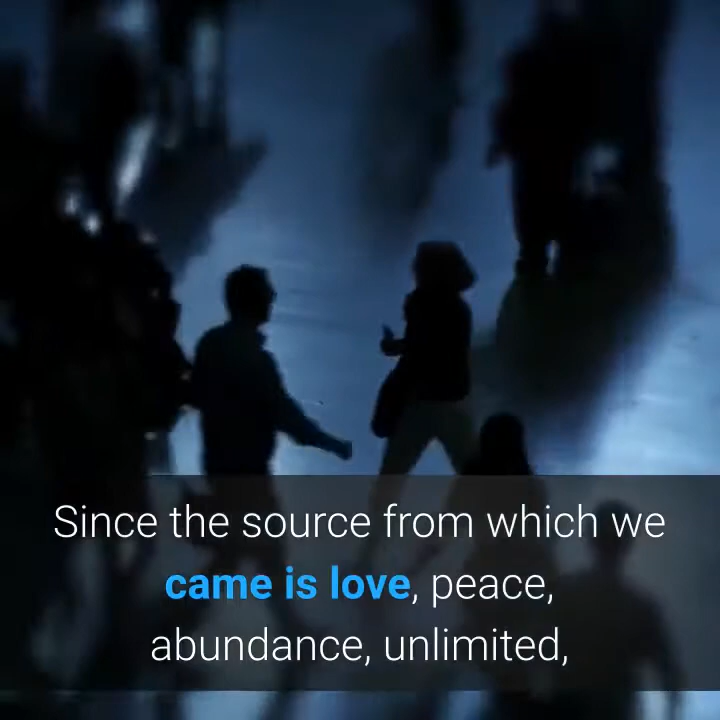 Since the source from which we
came is love, peace,
abundance, unlimited,